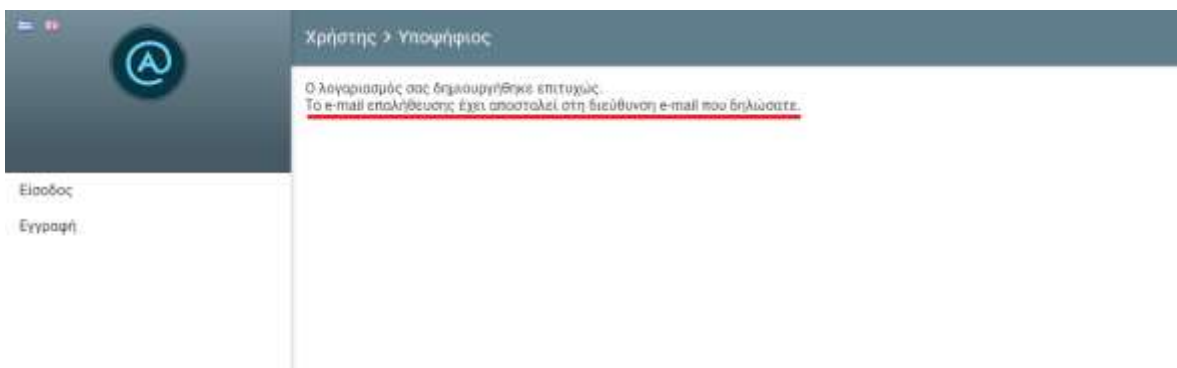 Χρήστης > Υποψήφιος
Ο λογαριασμός σας δημιουργήθηκε επιτυχώς.
Το e-mail επαλήθευσης έχει αποσταλεί στη διεύθυνση e-mail που δηλώσατε.
Είσοδος
Εγγραφή